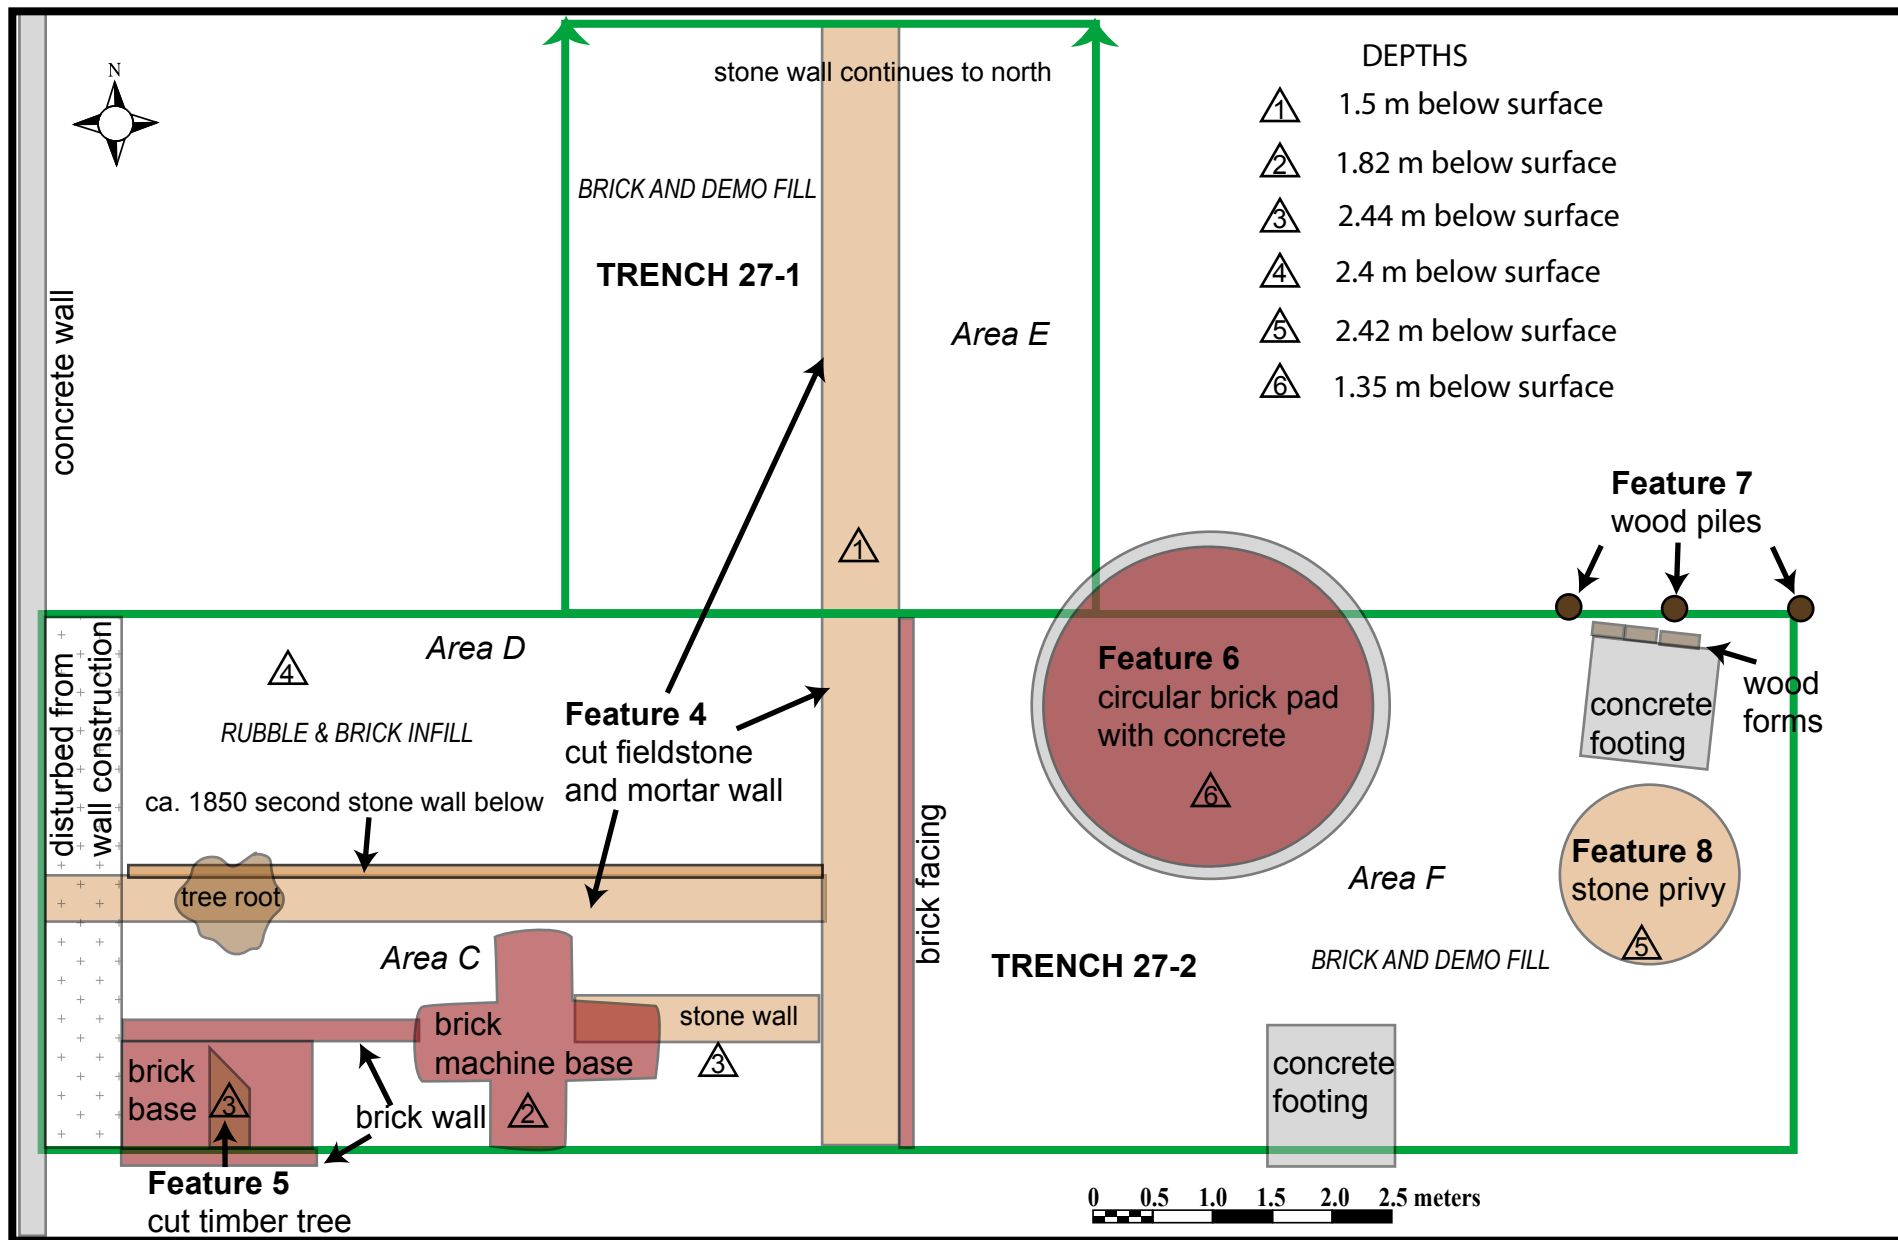 N
stone wall continues to north
DEPTHS
1 1.5 m below surface
2 1.82 m below surface
3 2.44 m below surface
4 2.4 m below surface
5 2.42 m below surface
6 1.35 m below surface
BRICK AND DEMO FILL
TRENCH 27-1
Area E
concrete wall
1
Feature 7
wood piles
Area D
4
RUBBLE & BRICK INFILL
disturbed from
wall construction
Feature 4
cut fieldstone
and mortar wall
ca. 1850 second stone wall below
Feature 6
circular brick pad
with concrete
6
concrete
footing
wood
forms
tree root
brick facing
Area F
Feature 8
stone privy
5
Area C
TRENCH 27-2
BRICK AND DEMO FILL
brick
machine base
2
stone wall
3
brick
base
3
brick wall
concrete
footing
Feature 5
cut timber tree
0 0.5 1.0 1.5 2.0 2.5 meters